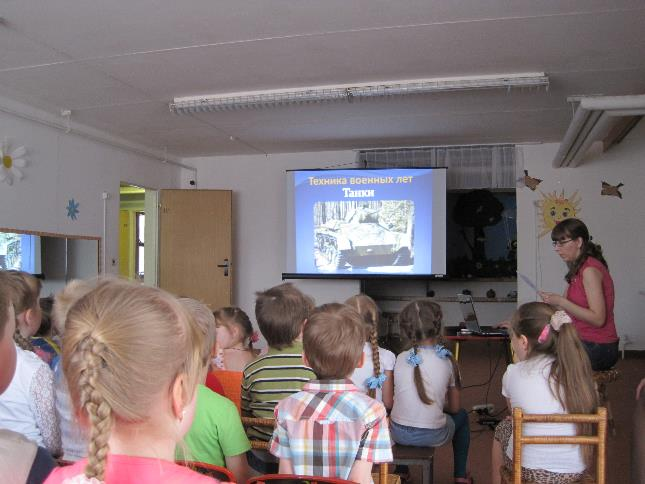 Техника военных лет
Танки